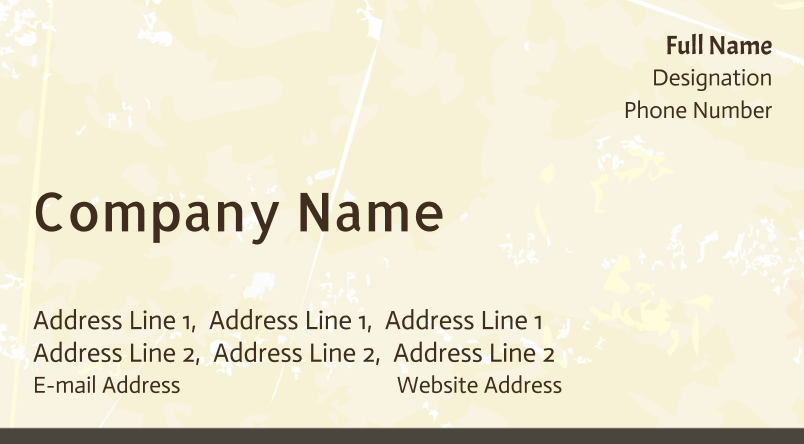 Full Name
Designation
Phone Number
Company Name
Address Line 1, Address Line 1, Address Line 1
Address Line 2, Address Line 2, Address Line 2
E-mail Address Website Address